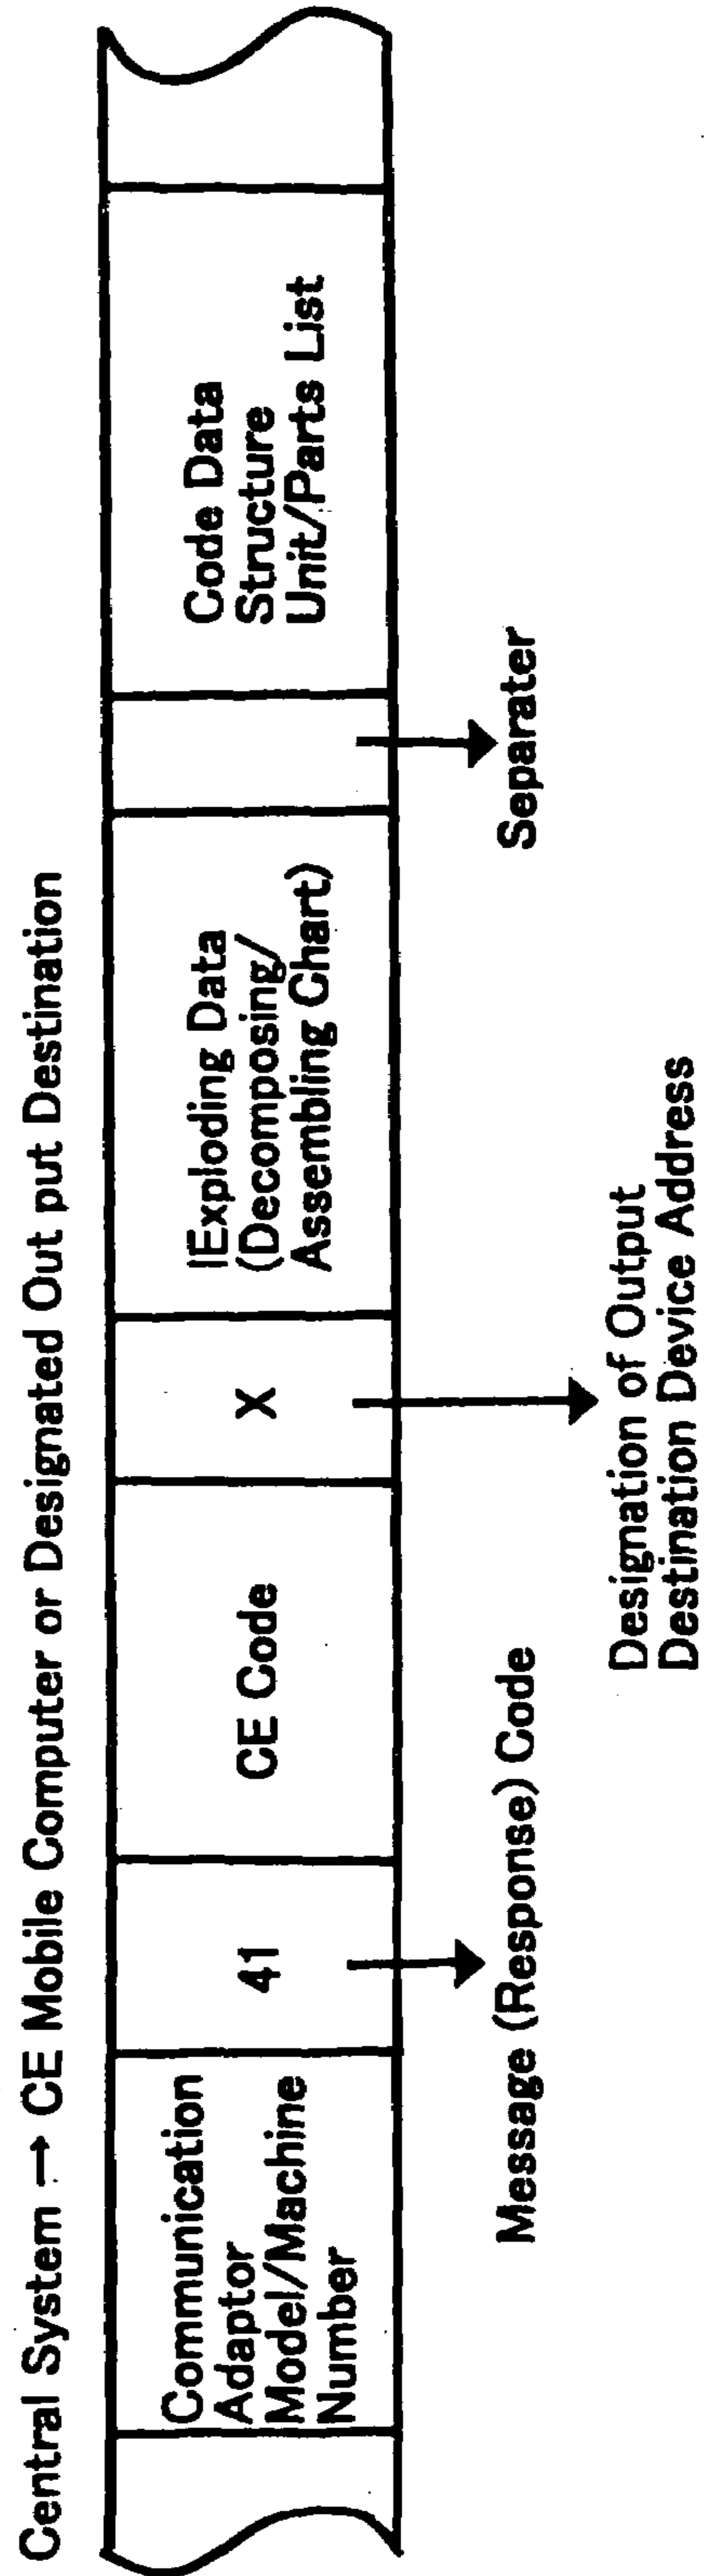 Central System → CE Mobile Computer or Designated Out put Destination
Communication
Adaptor
Model/Machine
Number
41
CE Code
X
IExploding Data
(Decomposing/
Assembling Chart)
Code Data
Structure
Unit/Parts List
Message (Response) Code
Designation of Output
Destination Device Address
Separater